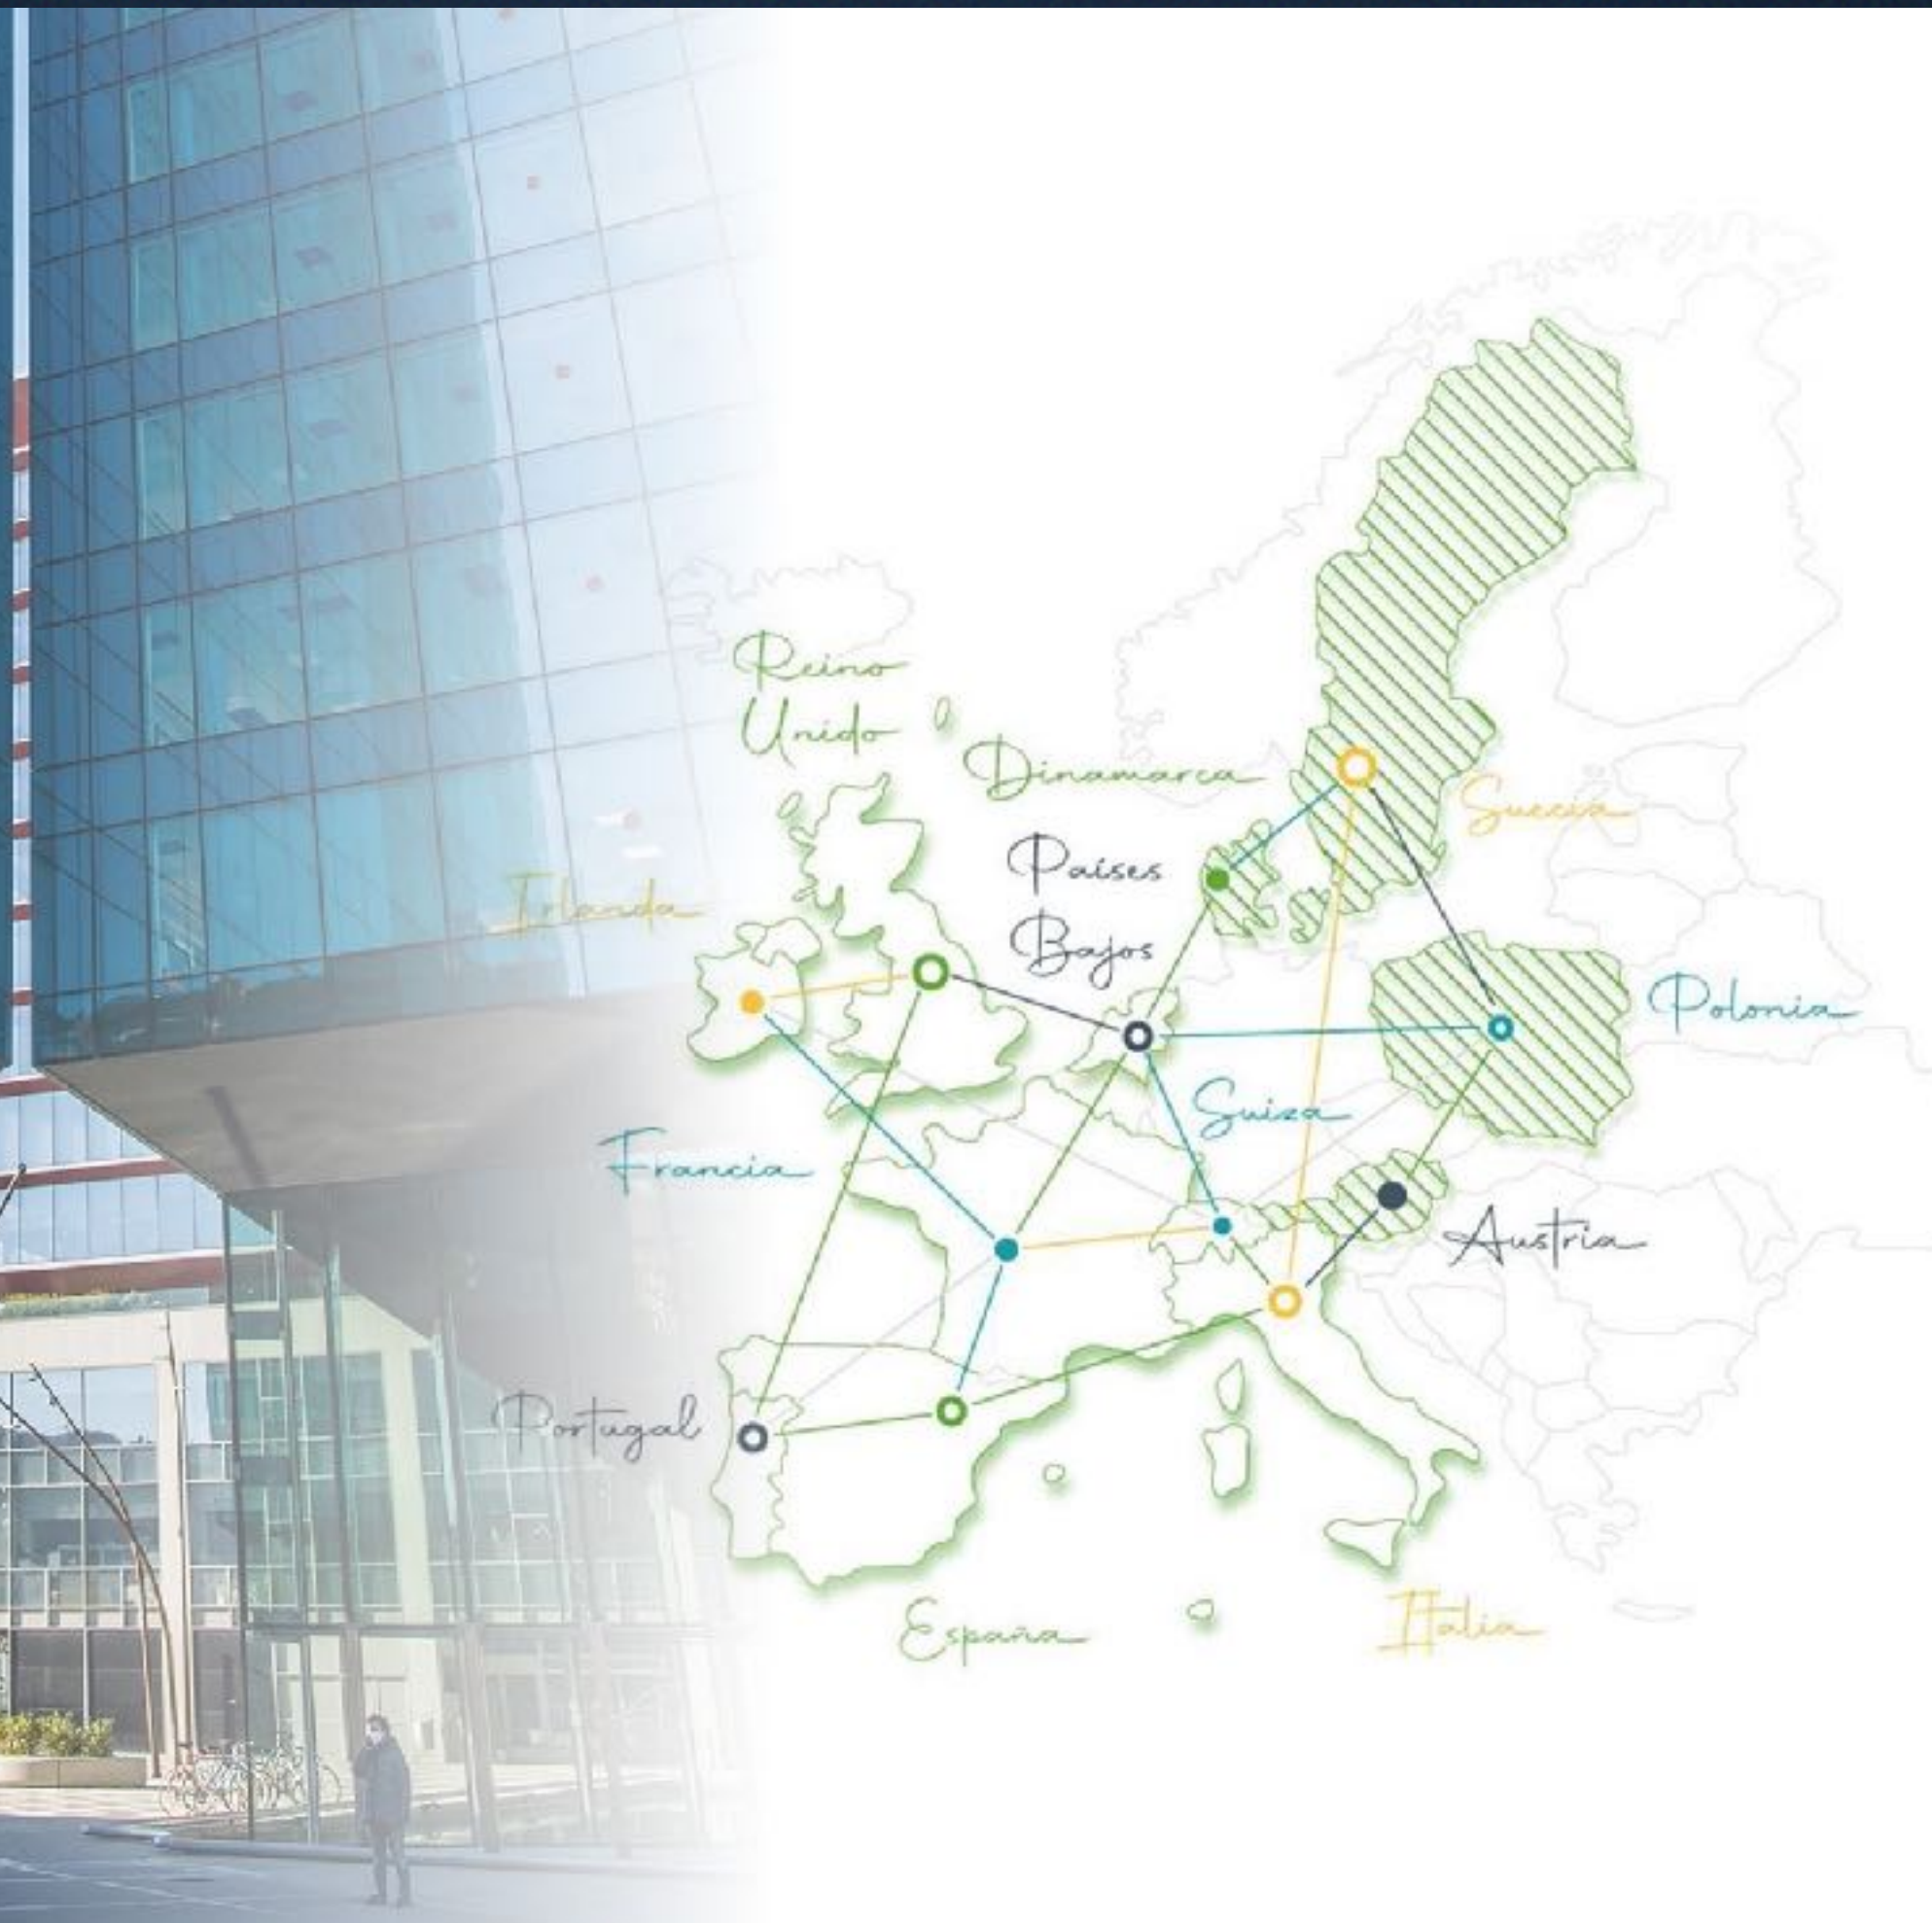 Reino
Unido
Dinamarca
Suecia
Países
Bajos
Irlanda
Polonia
Suiza
Francia
Austria
Portugal
España
Italia